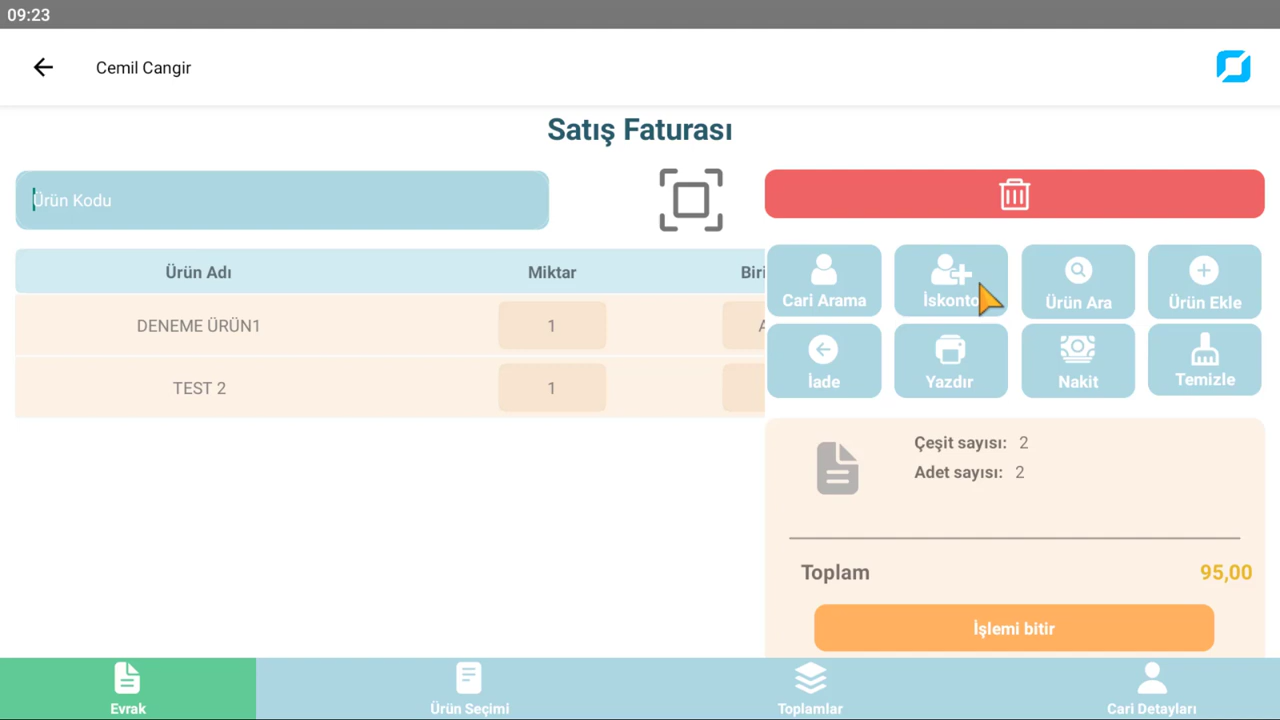 09:23
Cemil Cangir
Satış Faturası
Ürün Kodu
Ürün Adı Miktar Biri
DENEME ÜRÜN1 1 A
TEST 2 1
Cari Arama İskonto Ürün Ara Ürün Ekle
İade Yazdır Nakit Temizle
Çeşit sayısı: 2
Adet sayısı: 2
Toplam 95,00
İşlemi bitir
Evrak Ürün Seçimi Toplamlar Cari Detayları